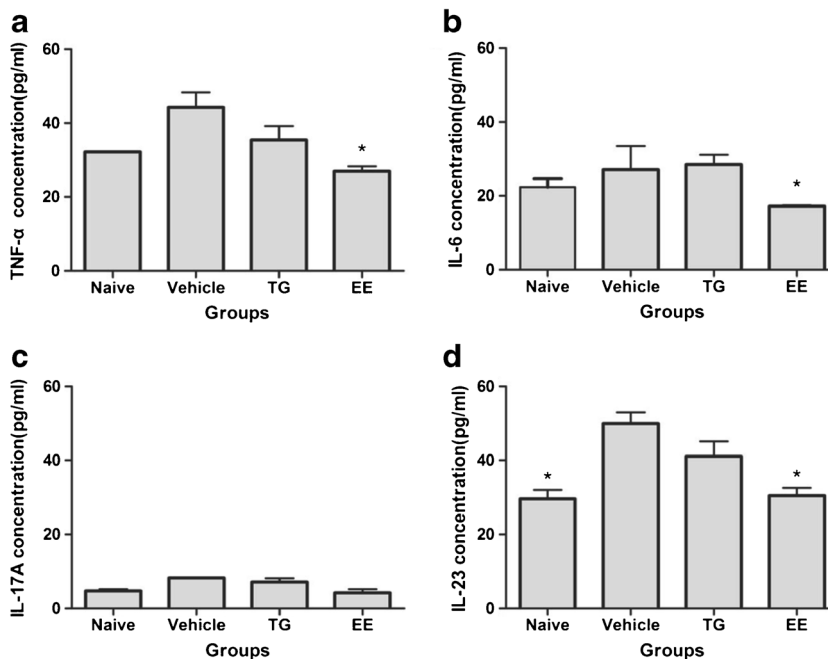 a
TNF-α concentration(pg/ml)
60
40
20
0
Naive Vehicle TG EE
*
Groups
b
IL-6 concentration(pg/ml)
60
40
20
0
Naive Vehicle TG EE
*
Groups
c
IL-17A concentration(pg/ml)
60
40
20
0
Naive Vehicle TG EE
Groups
d
IL-23 concentration(pg/ml)
60
40
20
0
* *
Naive Vehicle TG EE
Groups